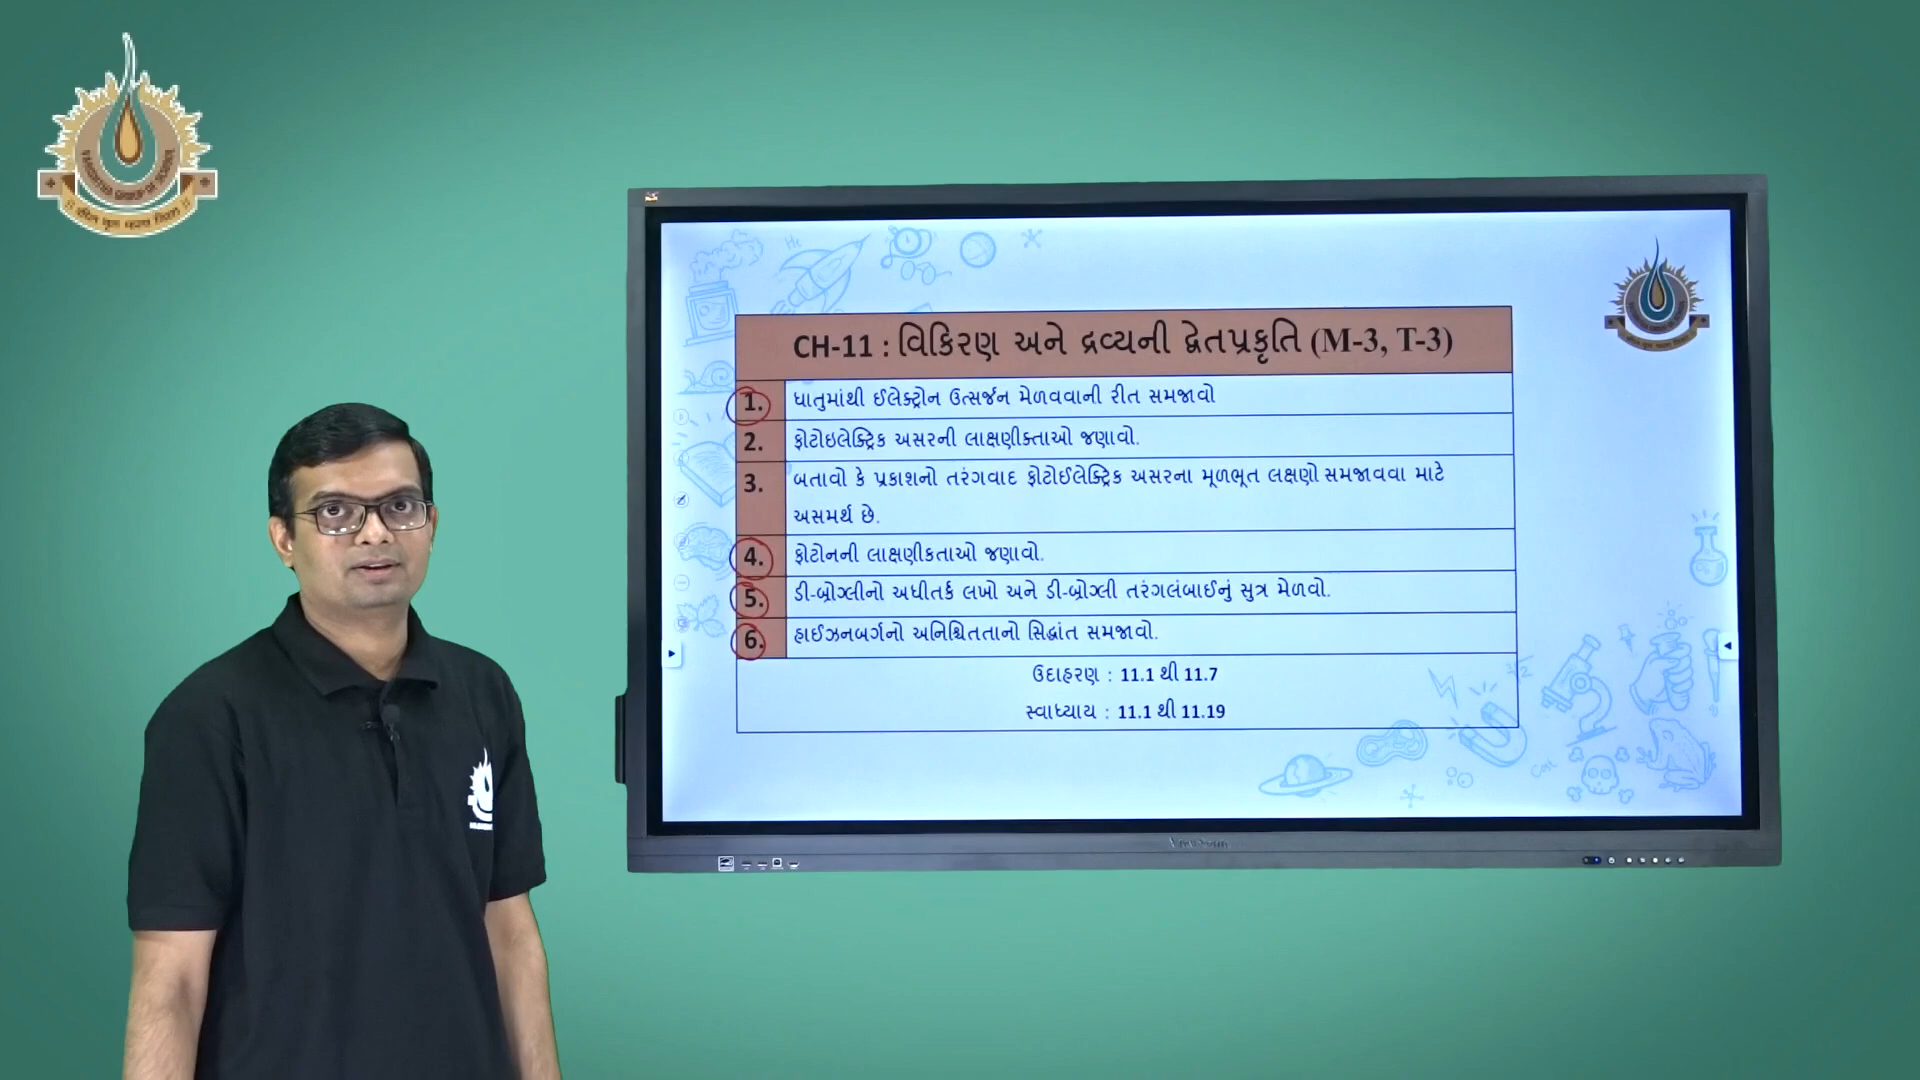 CH-11 : વિકિરણ અને દ્રવ્યની દ્વૈતપ્રકૃતિ (M-3, T-3)
1. ધાતુમાંથી ઈલેક્ટ્રોન ઉત્સર્જન મેળવવાની રીત સમજાવો
2. ફોટોઇલેક્ટ્રિક અસરની લાક્ષણીક્તાઓ જણાવો.
3. બતાવો કે પ્રકાશનો તરંગવાદ ફોટોઈલેક્ટ્રિક અસરના મૂળભૂત લક્ષણો સમજાવવા માટે
અસમર્થ છે.
4. ફોટોનની લાક્ષણીકતાઓ જણાવો.
5. ડી-બ્રોગ્લીનો અધીતર્ક લખો અને ડી-બ્રોગ્લી તરંગલંબાઈનું સુત્ર મેળવો.
6. હાઈઝનબર્ગનો અનિશ્ચિતતાનો સિદ્ધાંત સમજાવો.
ઉદાહરણ : 11.1 થી 11.7
સ્વાધ્યાય : 11.1 થી 11.19
ViewSonic